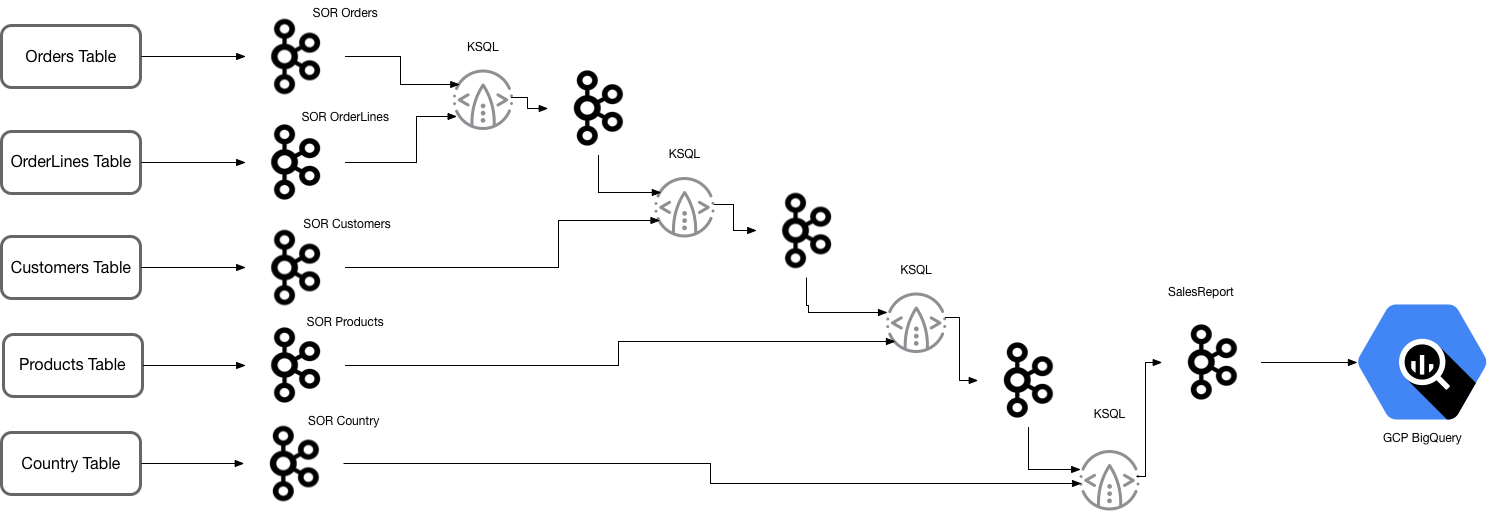 SOR Orders
Orders Table
KSQL
SOR OrderLines
OrderLines Table
KSQL
SOR Customers
Customers Table
KSQL
SalesReport
SOR Products
Products Table
KSQL
SOR Country
GCP BigQuery
Country Table